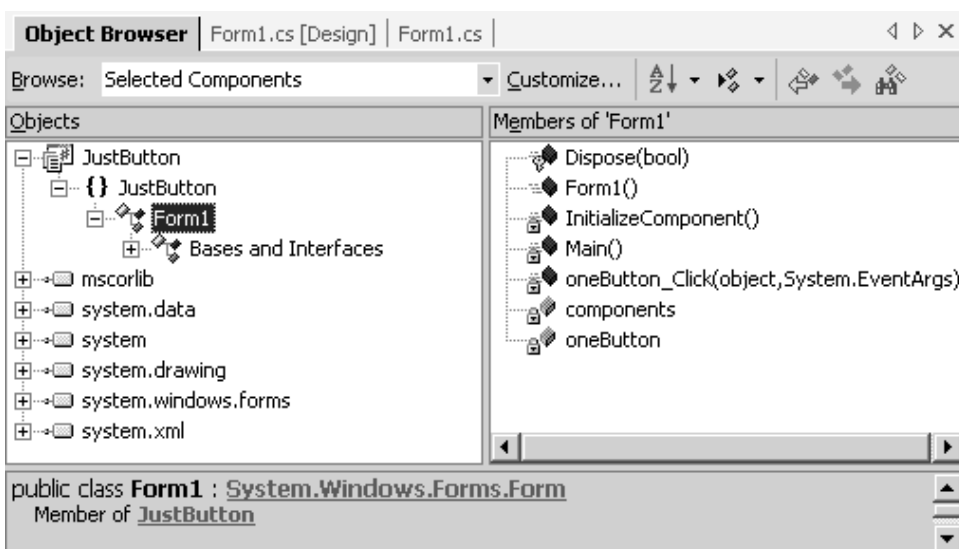 Object Browser Form1.cs [Design] Form1.cs
Browse: Selected Components Customize...
Objects
JustButton
{} JustButton
Form1
Bases and Interfaces
mscorlib
system.data
system
system.drawing
system.windows.forms
system.xml
Members of 'Form1'
Dispose(bool)
Form1()
InitializeComponent()
Main()
oneButton_Click(object,System.EventArgs)
components
oneButton
public class Form1 : System.Windows.Forms.Form
Member of JustButton